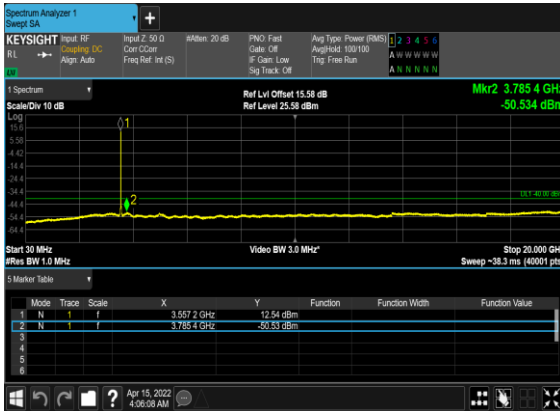 Spectrum Analyzer 1
Swept SA
+
KEYSIGHT Input: RF Input Z: 50 Ω #Atten: 20 dB PNO: Fast Avg Type: Power (RMS) 1 2 3 4 5 6
RL Coupling: DC Corr CCorr Gate: Off Avg|Hold: 100/100 A W W W W W
Align: Auto Freq Ref: Int (S) IF Gain: Low Trig: Free Run
Sig Track: Off A N N N N N
1 Spectrum Ref Lvl Offset 15.58 dB Mkr2 3.785 4 GHz
Scale/Div 10 dB Ref Level 25.58 dBm -50.534 dBm
Log
15.6
5.58
-4.42
-14.4
-24.4
-34.4
-44.4
-54.4
-64.4
1
2
DL1 -40.00 dBm
Start 30 MHz Video BW 3.0 MHz* Stop 20.000 GHz
#Res BW 1.0 MHz Sweep ~38.3 ms (40001 pts)
5 Marker Table
Mode Trace Scale X Y Function Function Width Function Value
1 N 1 f 3.557 2 GHz 12.54 dBm
2 N 1 f 3.785 4 GHz -50.53 dBm
3
4
5
6
? Apr 15, 2022
4:06:08 AM